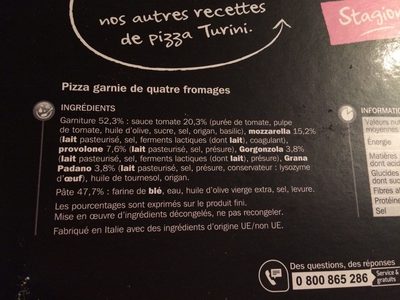 nos autres recettes
de pizza Turini.
Stagion
Pizza garnie de quatre fromages
INGRÉDIENTS
Garniture 52,3% : sauce tomate 20,3% (purée de tomate, pulpe
de tomate, huile d'olive, sucre, sel, origan, basilic), mozzarella 15,2%
(lait pasteurisé, sel, ferments lactiques (dont lait), coagulant),
provolone 7,6% (lait pasteurisé, sel, présure), Gorgonzola 3,8%
(lait pasteurisé, sel, ferments lactiques (dont lait), présure), Grana
Padano 3,8% (lait pasteurisé, sel, présure, conservateur : lysozyme
d'œuf), huile de tournesol, origan.
Pâte 47,7% : farine de blé, eau, huile d'olive vierge extra, sel, levure.
Les pourcentages sont exprimés sur le produit fini.
Mise en œuvre d'ingrédients décongelés, ne pas recongeler.
Fabriqué en Italie avec des ingrédients d'origine UE/non UE.
INFORMATION
Valeurs nutr
moyennes
Énergie
Matières
dont acid
Glucides
dont suc
Fibres al
Protéine
Sel
Des questions, des réponses
0 800 865 286 Service &
gratuits